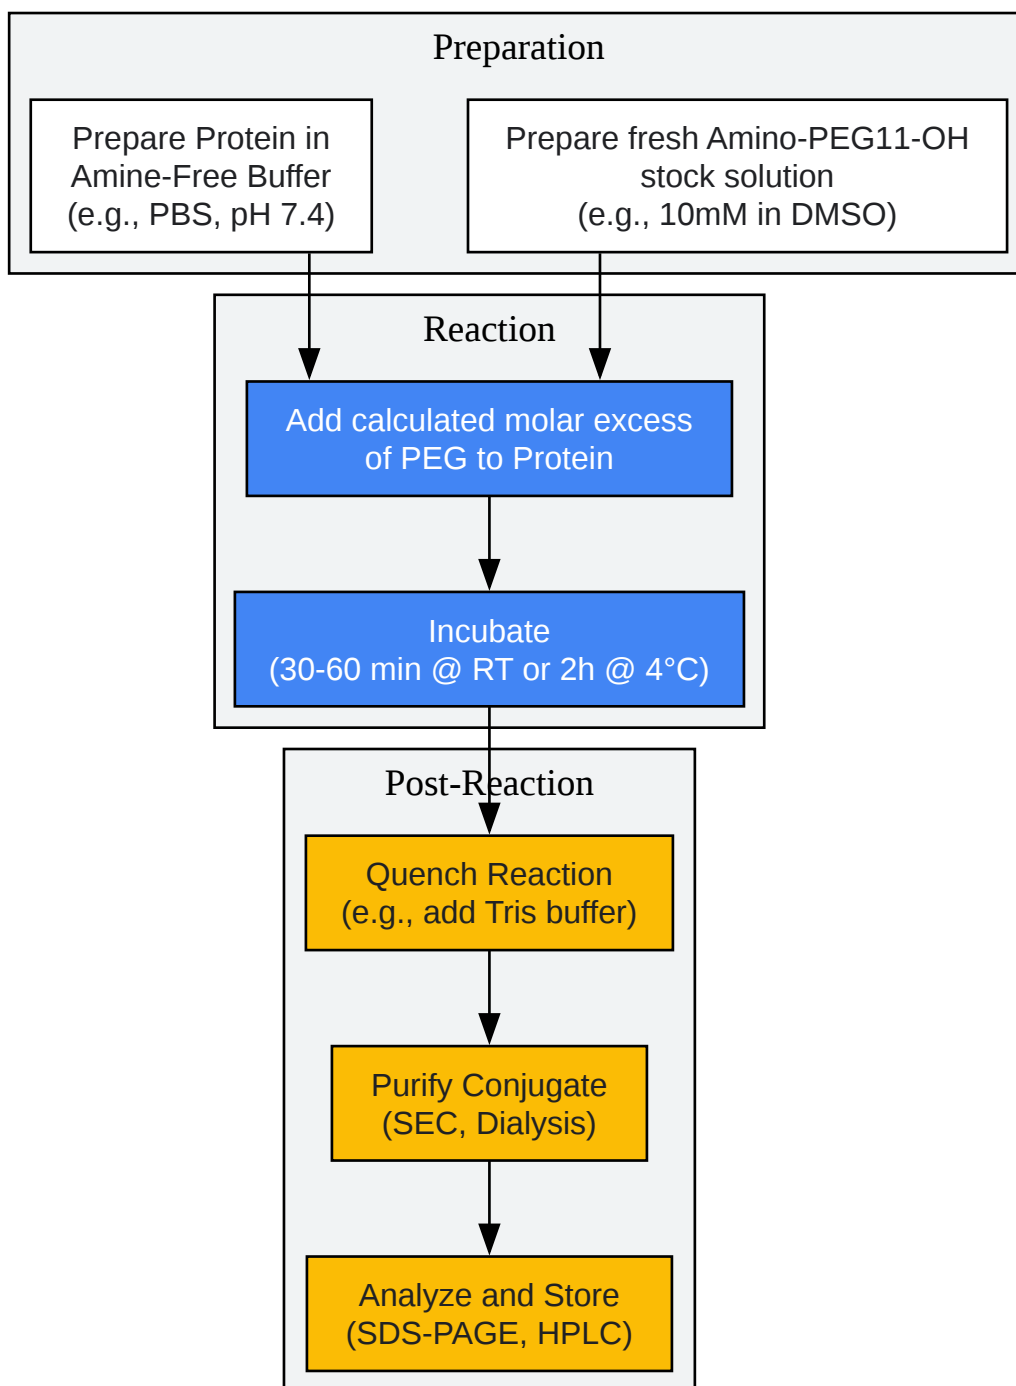 Preparation
Prepare Protein in
Amine-Free Buffer
(e.g., PBS, pH 7.4)
Prepare fresh Amino-PEG11-OH
stock solution
(e.g., 10mM in DMSO)
Reaction
Add calculated molar excess
of PEG to Protein
Incubate
(30-60 min @ RT or 2h @ 4°C)
Post-Reaction
Quench Reaction
(e.g., add Tris buffer)
Purify Conjugate
(SEC, Dialysis)
Analyze and Store
(SDS-PAGE, HPLC)